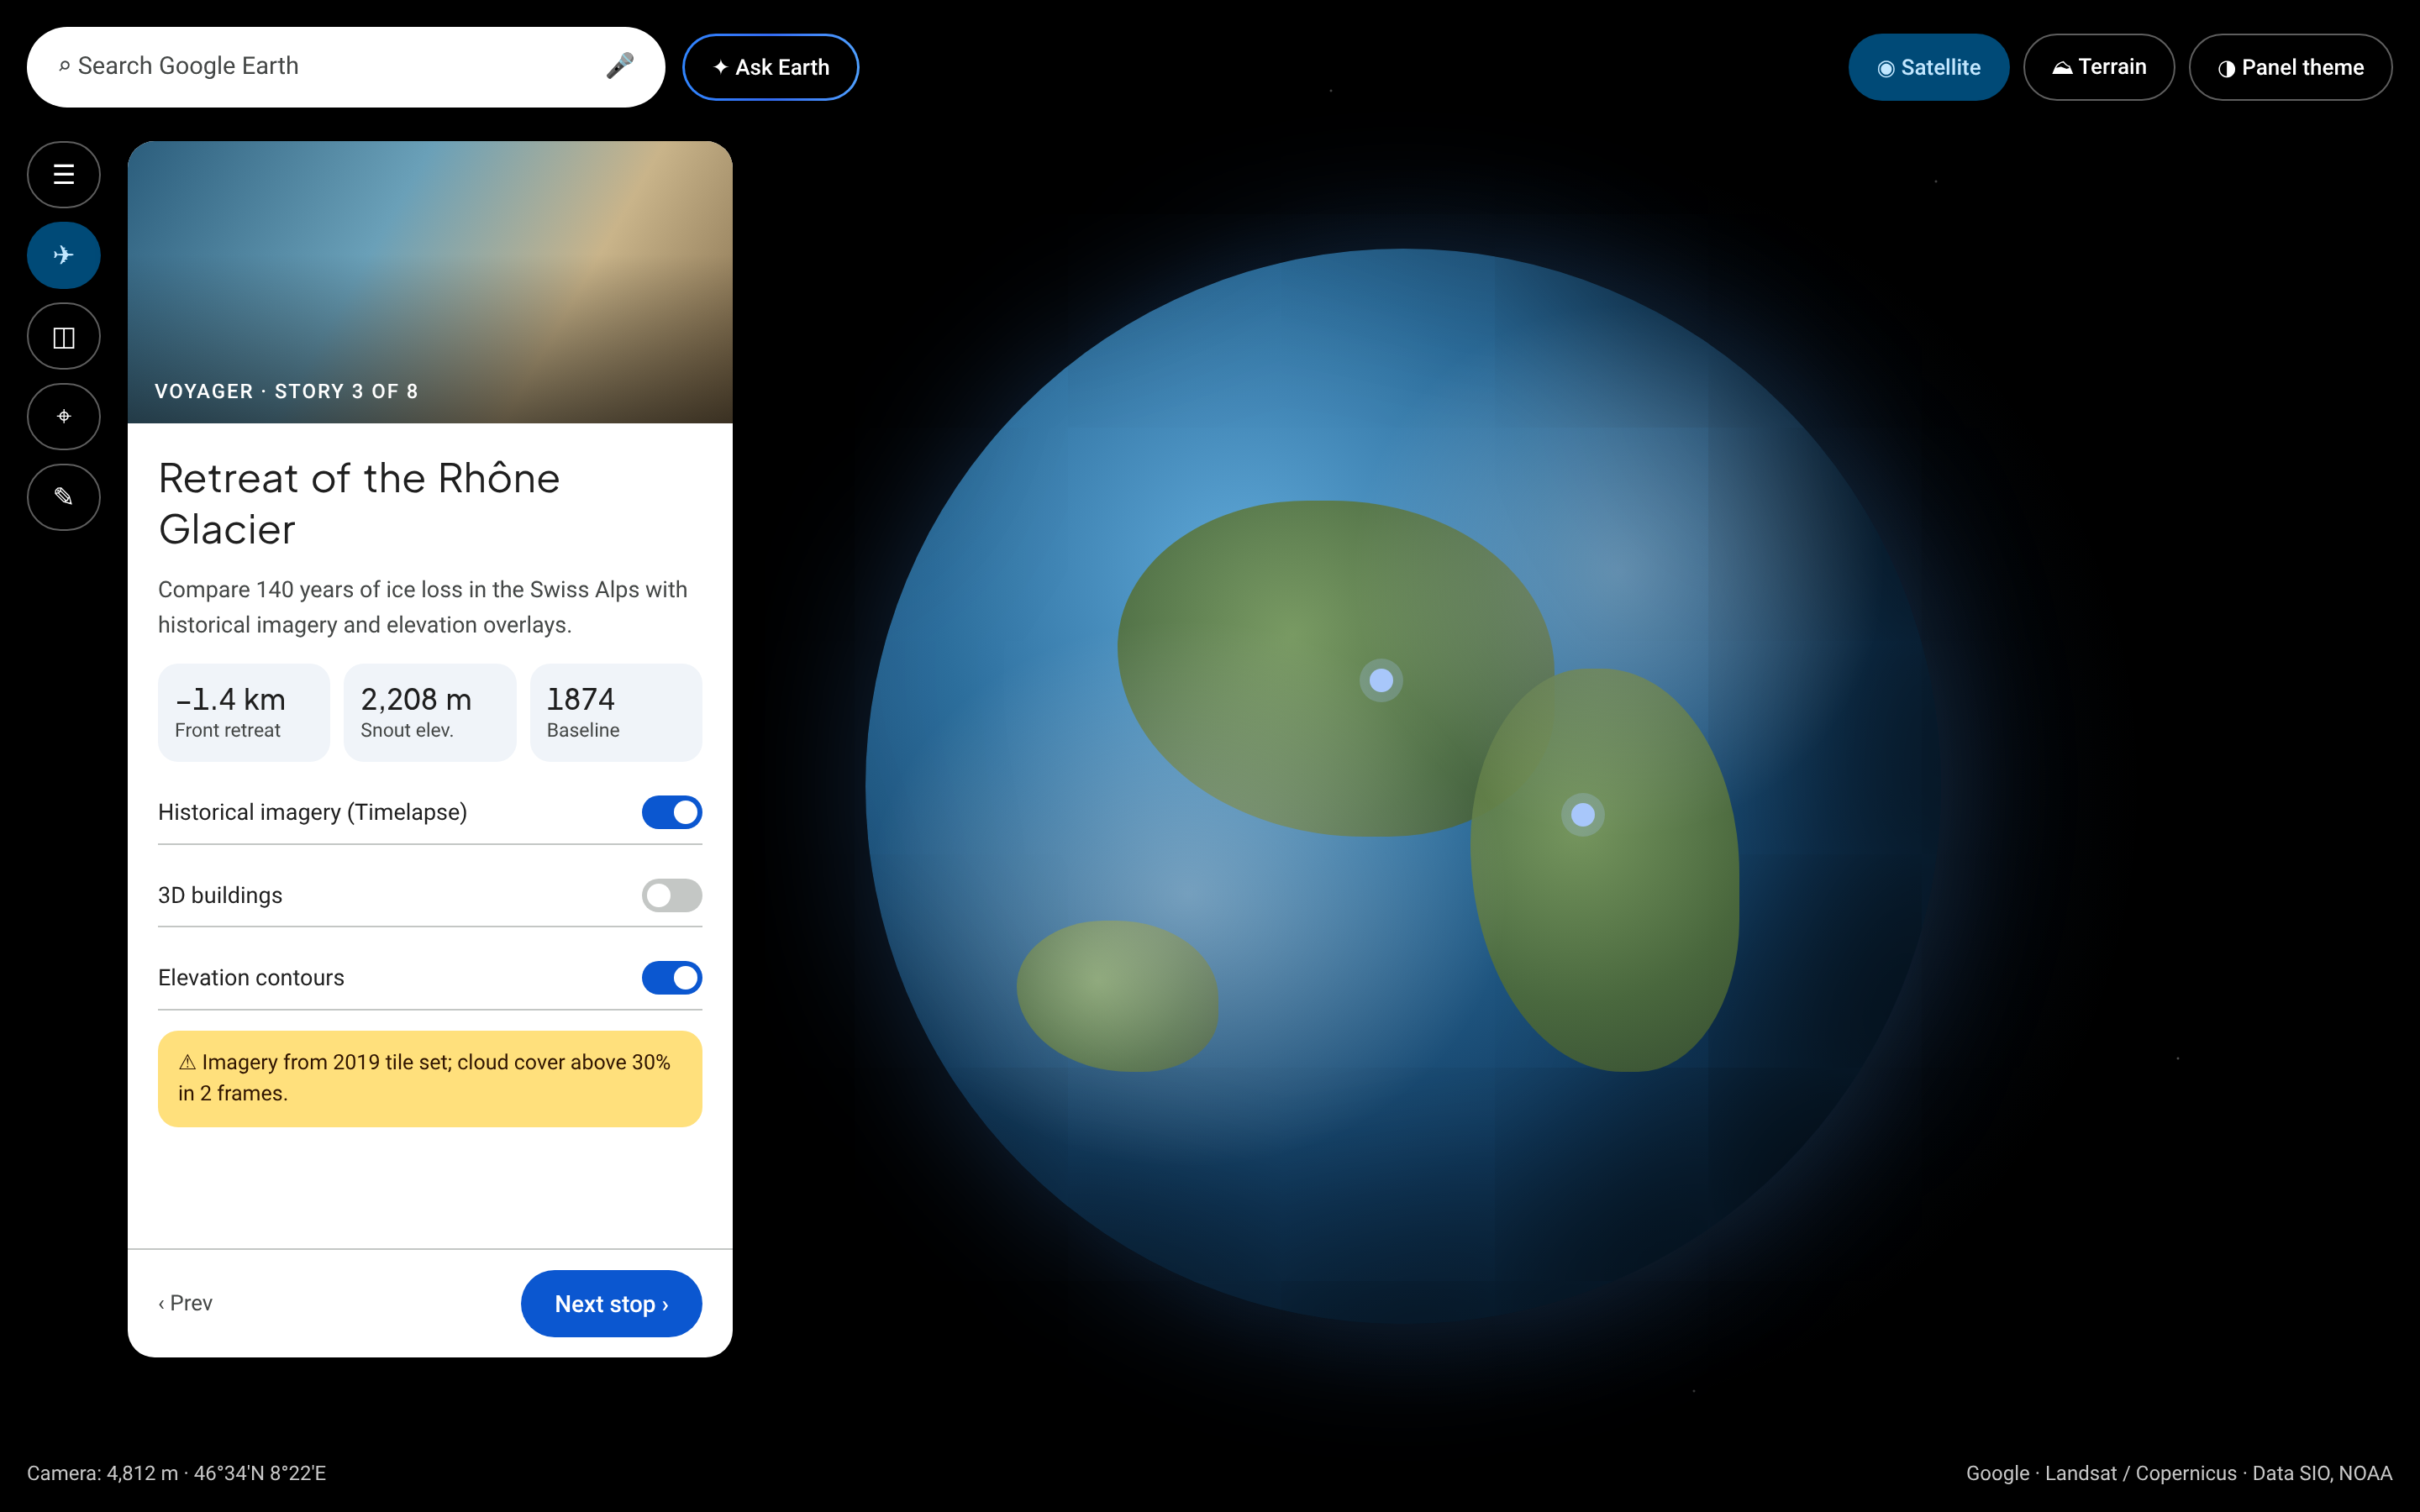 Search Google Earth
Ask Earth
Satellite
Terrain
Panel theme
VOYAGER · STORY 3 OF 8
Retreat of the Rhône
Glacier
Compare 140 years of ice loss in the Swiss Alps with
historical imagery and elevation overlays.
−1.4 km
Front retreat
2,208 m
Snout elev.
1874
Baseline
Historical imagery (Timelapse)
3D buildings
Elevation contours
⚠ Imagery from 2019 tile set; cloud cover above 30%
in 2 frames.
‹ Prev
Next stop ›
Camera: 4,812 m · 46°34'N 8°22'E
Google · Landsat / Copernicus · Data SIO, NOAA